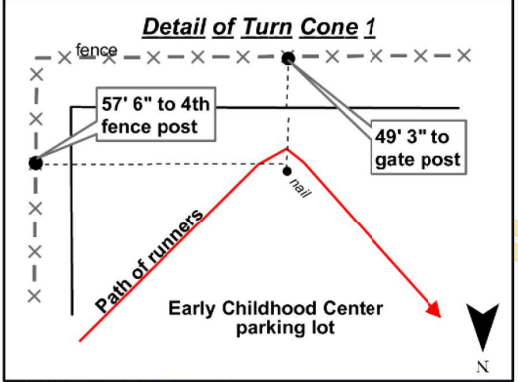 Detail of Turn Cone 1
fence
57' 6" to 4th
fence post
49' 3" to
gate post
nail
Path of runners
Early Childhood Center
parking lot
N